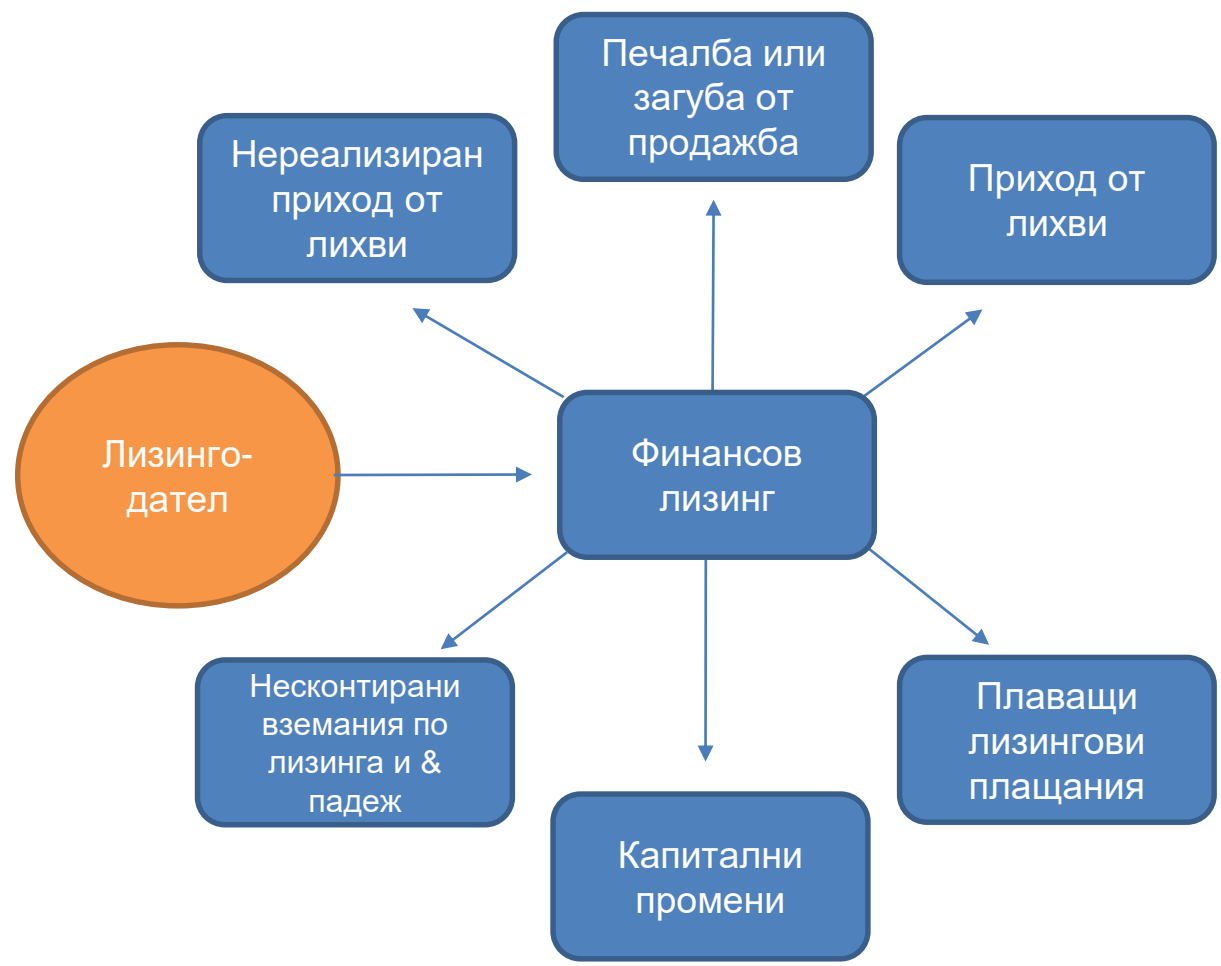 Печалба или
загуба от
продажба
Нереализиран
приход от
лихви
Приход от
лихви
Лизинго-
дател
Финансов
лизинг
Несконтирани
вземания по
лизинга и &
падеж
Капитални
промени
Плаващи
лизингови
плащания